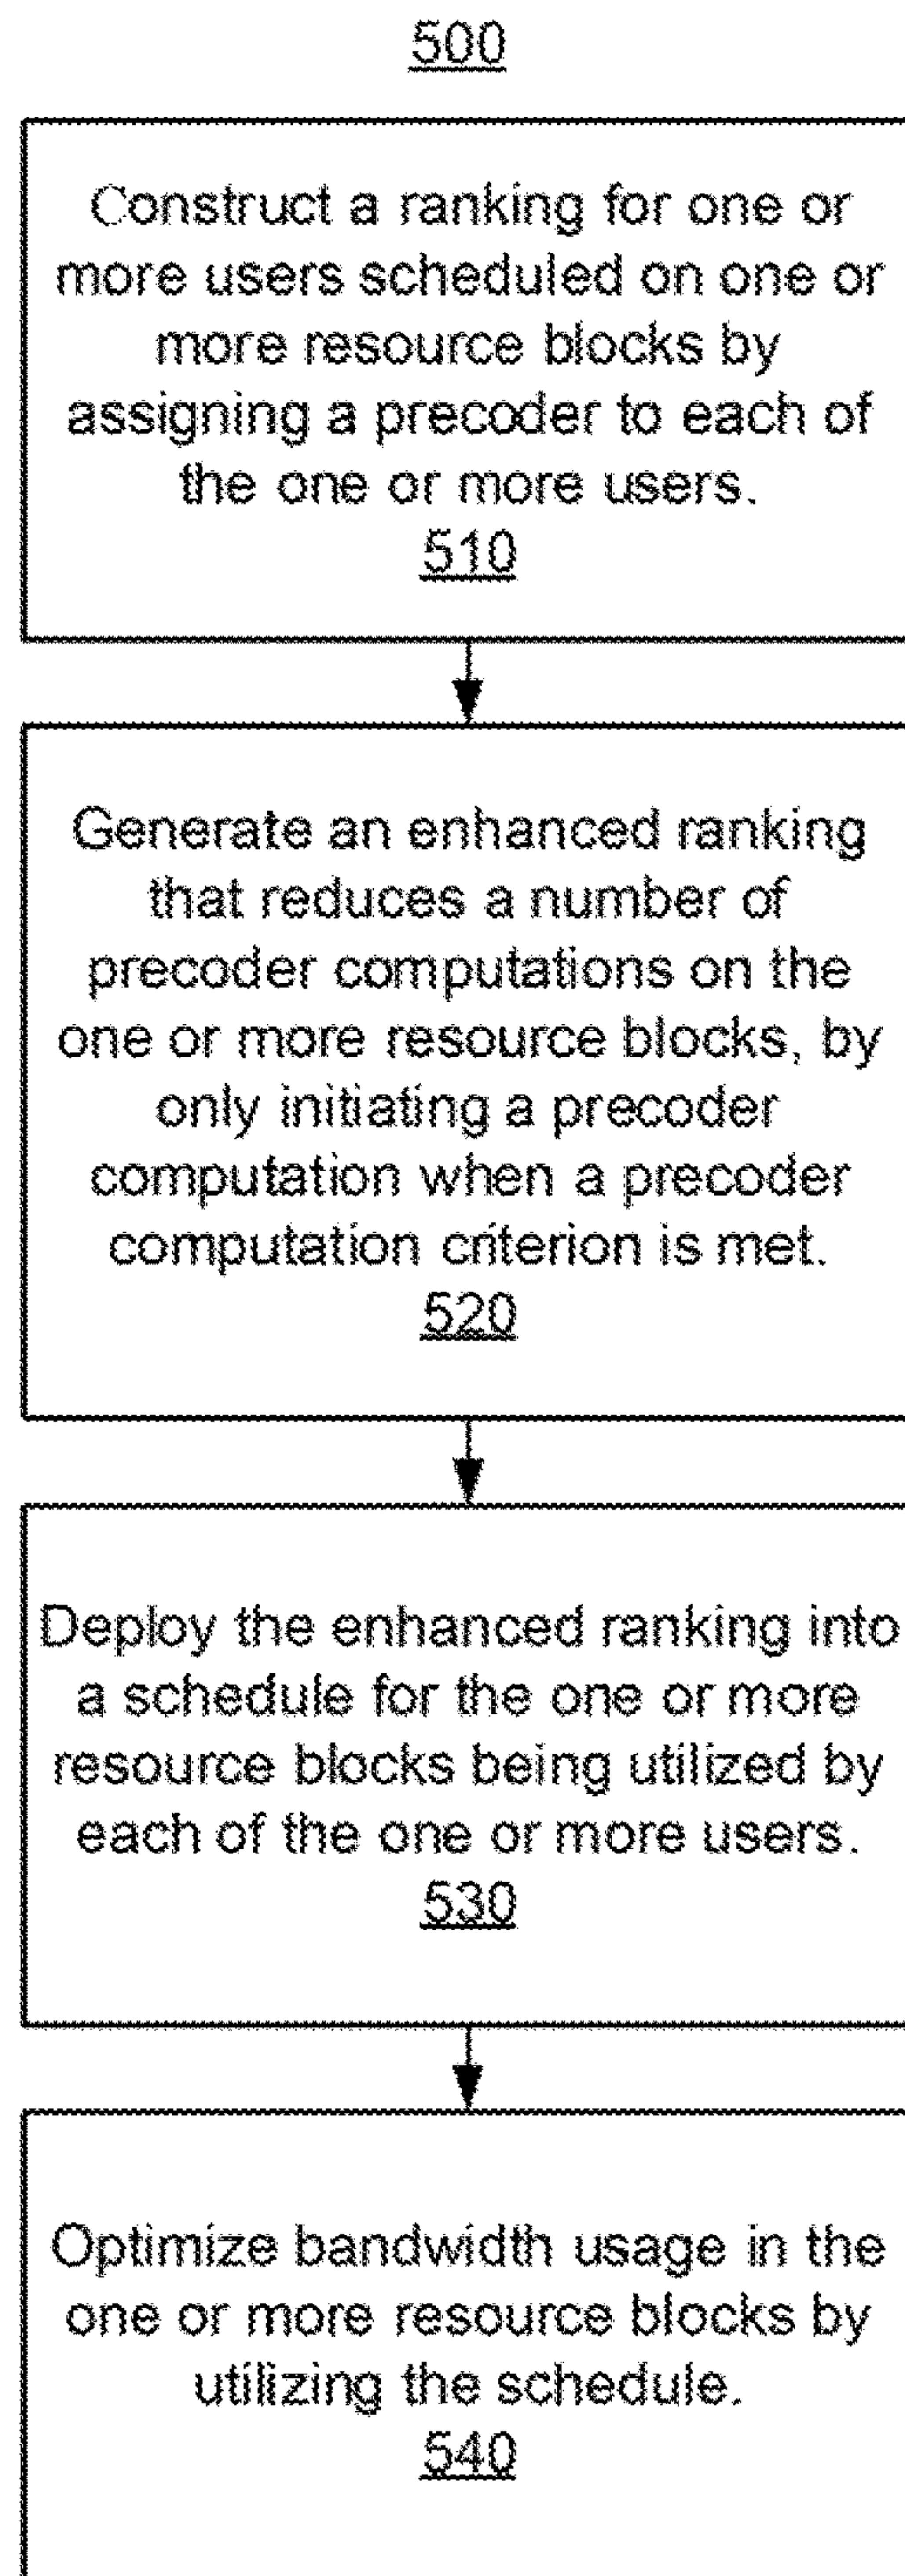 500
Construct a ranking for one or
more users scheduled on one or
more resource blocks by
assigning a precoder to each of
the one or more users.
510
Generate an enhanced ranking
that reduces a number of
precoder computations on the
one or more resource blocks, by
only initiating a precoder
computation when a precoder
computation criterion is met.
520
Deploy the enhanced ranking into
a schedule for the one or more
resource blocks being utilized by
each of the one or more users.
530
Optimize bandwidth usage in the
one or more resource blocks by
utilizing the schedule.
540